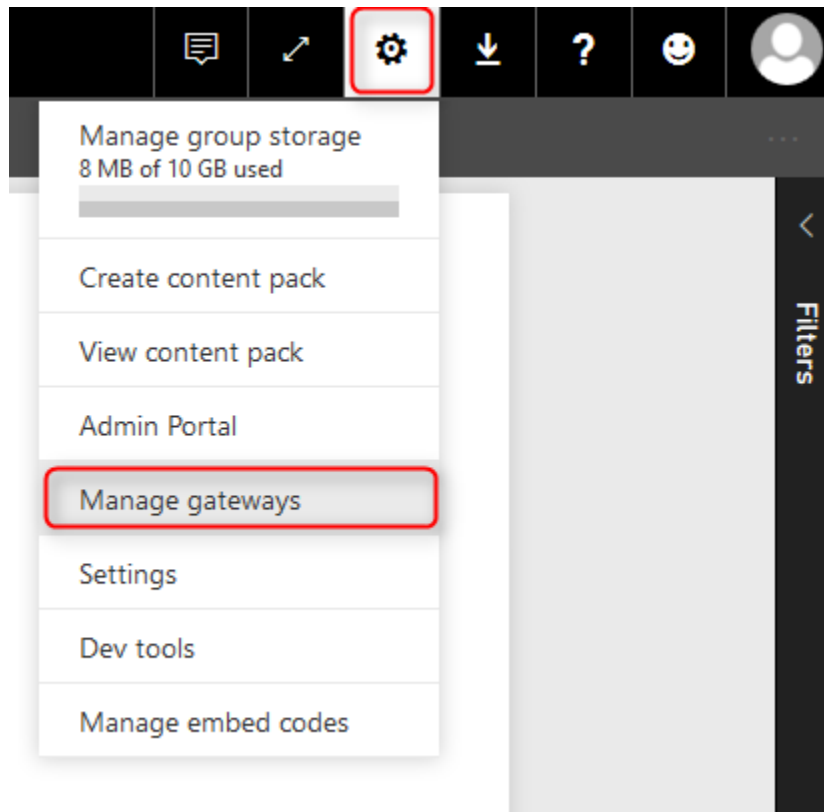 Manage group storage
8 MB of 10 GB used
Create content pack
View content pack
Admin Portal
Manage gateways
Settings
Dev tools
Manage embed codes
Filters